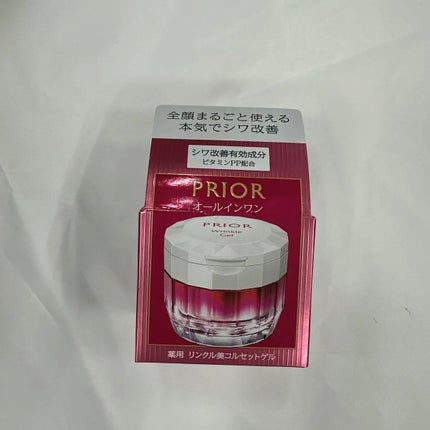 全顔まるごと使える
本気でシワ改善
シワ改善有効成分
ビタミンPP配合
PRIOR
オールインワン
PRIOR
Wrinkle
Gel
薬用 リンクル美コルセットゲル